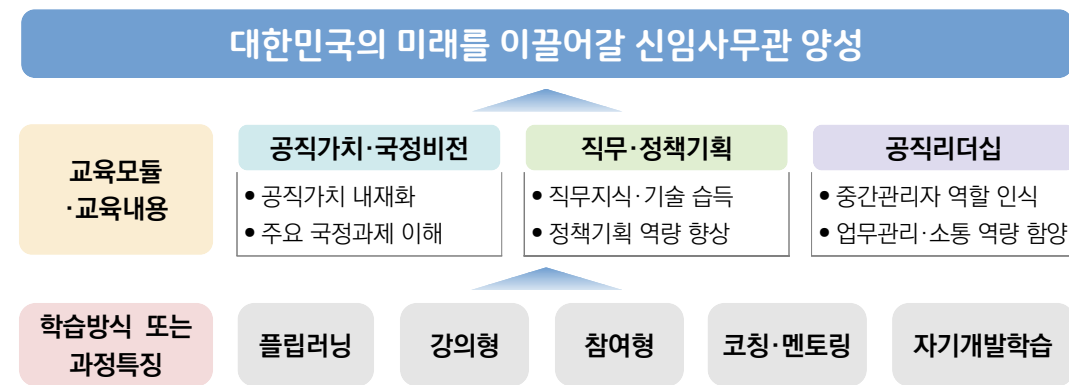 대한민국의 미래를 이끌어갈 신임사무관 양성
교육모듈
·교육내용
공직가치·국정비전
• 공직가치 내재화
• 주요 국정과제 이해
직무·정책기획
• 직무지식·기술 습득
• 정책기획 역량 향상
공직리더십
• 중간관리자 역할 인식
• 업무관리·소통 역량 함양
학습방식 또는
과정특징
플립러닝
강의형
참여형
코칭·멘토링
자기개발학습